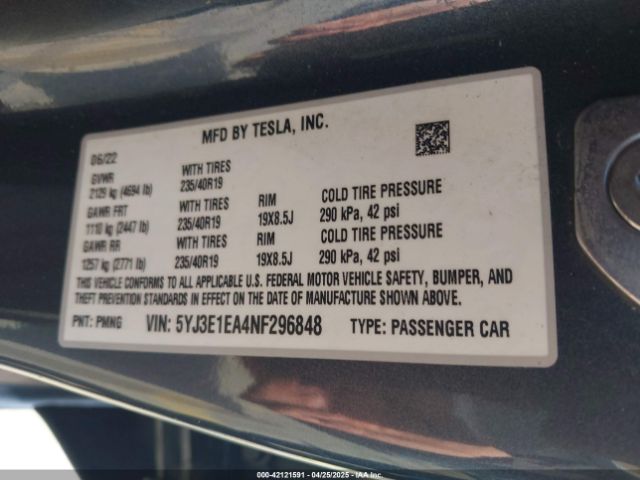 MFD BY TESLA, INC.
06/22
GVWR WITH TIRES
2129 kg (4694 lb) 235/40R19
GAWR FRT WITH TIRES RIM COLD TIRE PRESSURE
1110 kg (2447 lb) 235/40R19 19X8.5J 290 kPa, 42 psi
GAWR RR WITH TIRES RIM COLD TIRE PRESSURE
1257 kg (2771 lb) 235/40R19 19X8.5J 290 kPa, 42 psi
THIS VEHICLE CONFORMS TO ALL APPLICABLE U.S. FEDERAL MOTOR VEHICLE SAFETY, BUMPER, AND
THEFT PREVENTION STANDARDS IN EFFECT ON THE DATE OF MANUFACTURE SHOWN ABOVE.
PNT: PMNG VIN: 5YJ3E1EA4NF296848 TYPE: PASSENGER CAR
000-42121591 - 04/25/2025 - IAA Inc.